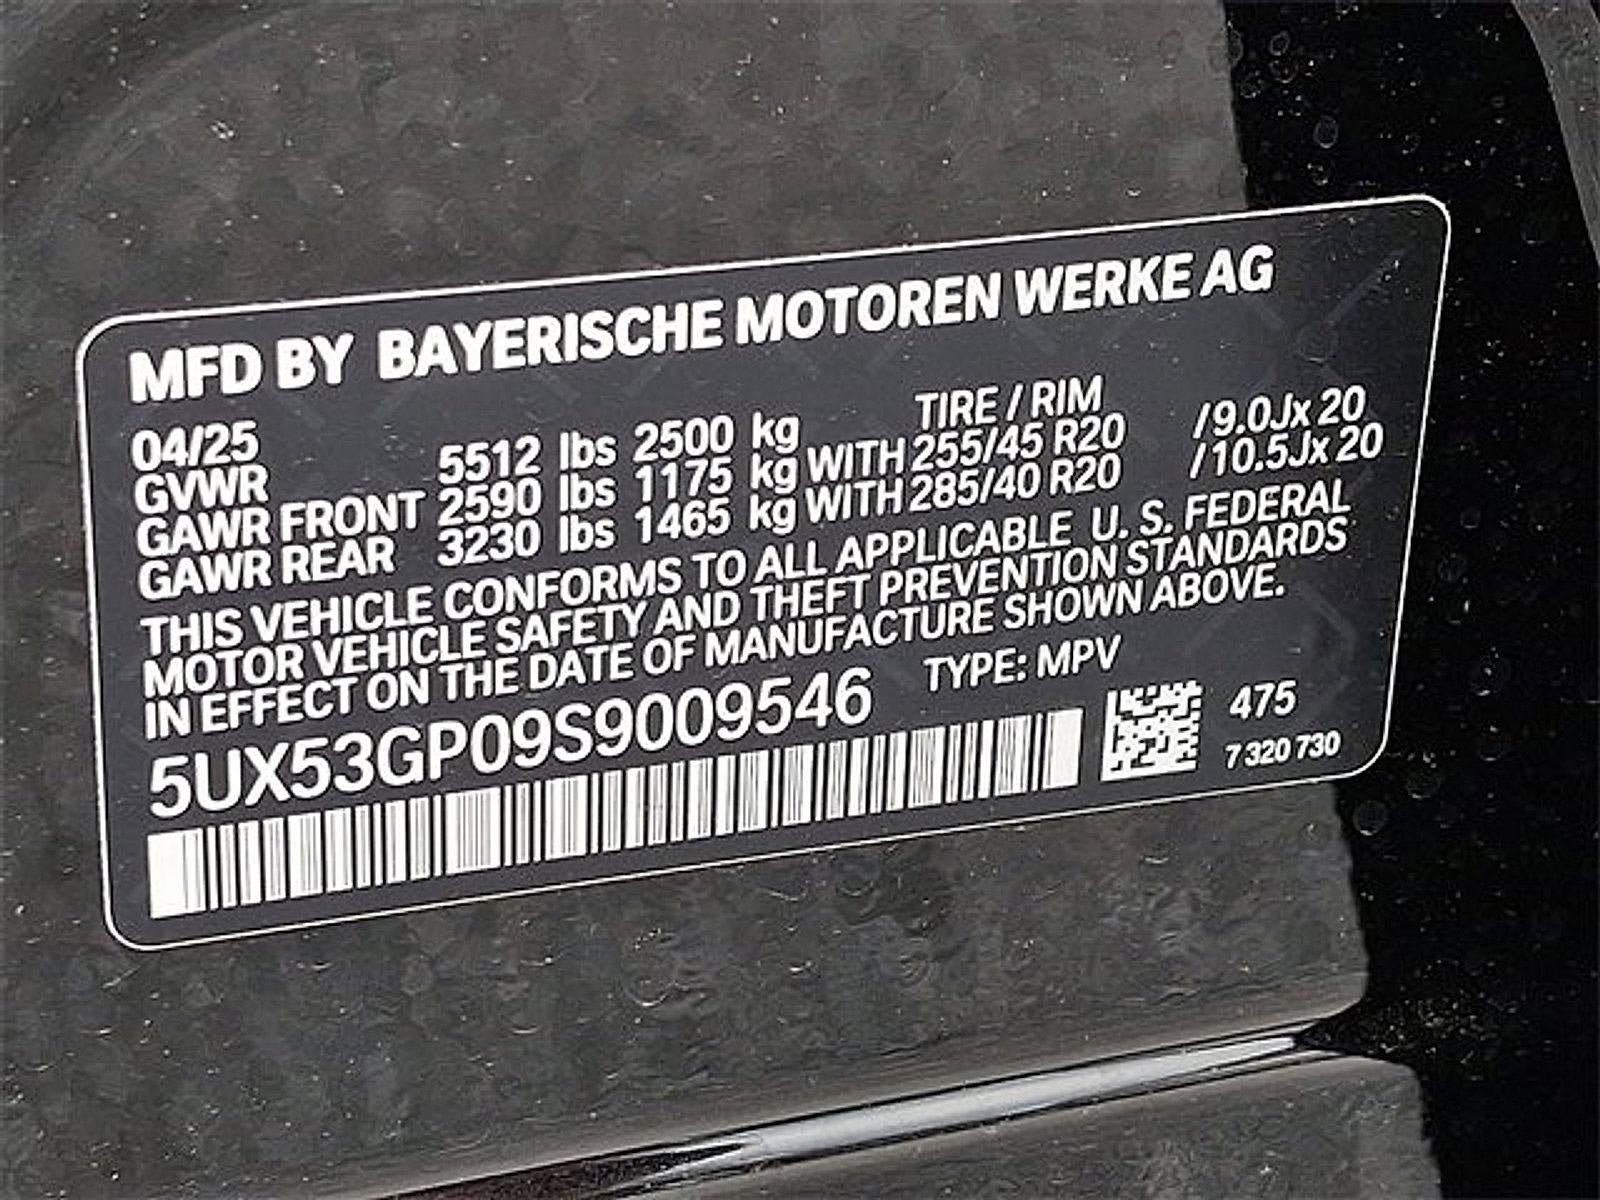 MFD BY BAYERISCHE MOTOREN WERKE AG
04/25 TIRE / RIM
GVWR 5512 lbs 2500 kg
GAWR FRONT 2590 lbs 1175 kg WITH 255/45 R20 /9.0Jx 20
GAWR REAR 3230 lbs 1465 kg WITH 285/40 R20 /10.5Jx 20
THIS VEHICLE CONFORMS TO ALL APPLICABLE U. S. FEDERAL
MOTOR VEHICLE SAFETY AND THEFT PREVENTION STANDARDS
IN EFFECT ON THE DATE OF MANUFACTURE SHOWN ABOVE.
5UX53GP09S9009546 TYPE: MPV
475
7 320 730